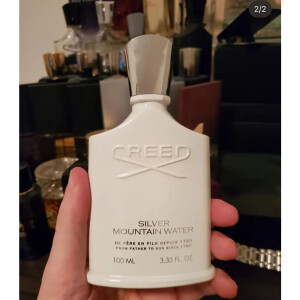 2/2
CREED
SILVER
MOUNTAIN WATER
DE PÈRE EN FILS DEPUIS 1760
FROM FATHER TO SON SINCE 1760
100 ML
3.33 FL. OZ.